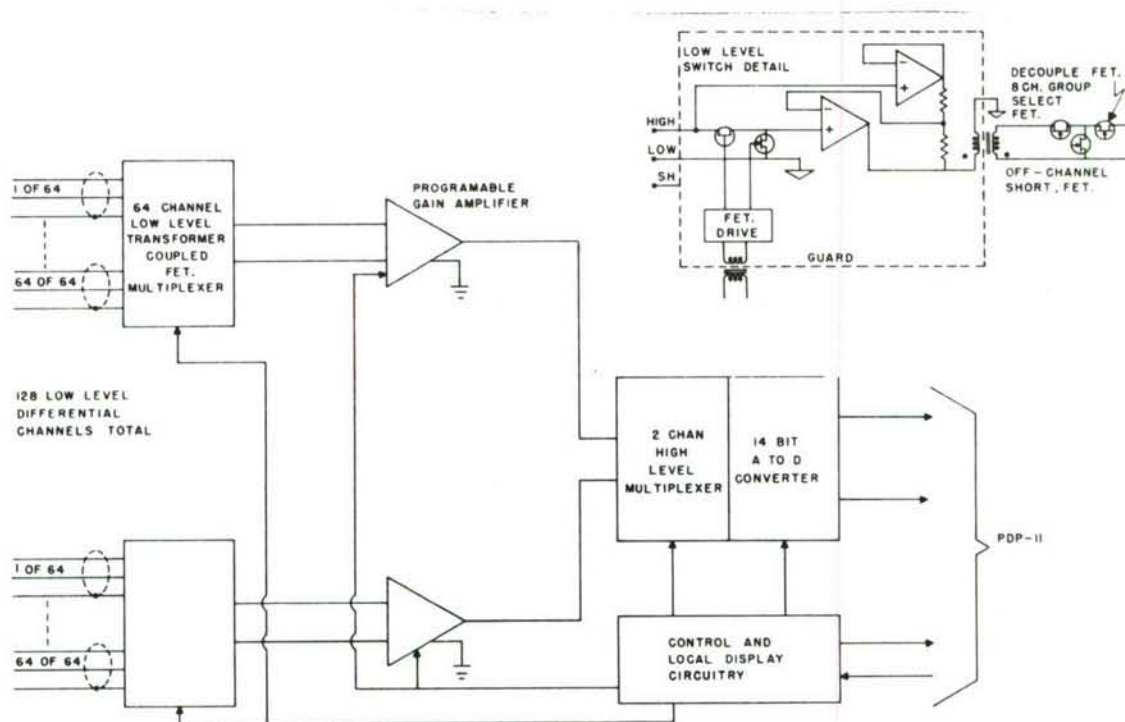 LOW LEVEL
SWITCH DETAIL
DECOUPLE FET.
8 CH. GROUP
SELECT
FET.
HIGH
LOW
SH
OFF-CHANNEL
SHORT, FET.
FET.
DRIVE
GUARD
1 OF 64
64 OF 64
64 CHANNEL
LOW LEVEL
TRANSFORMER
COUPLED
FET.
MULTIPLEXER
PROGRAMABLE
GAIN AMPLIFIER
128 LOW LEVEL
DIFFERENTIAL
CHANNELS TOTAL
2 CHAN
HIGH
LEVEL
MULTIPLEXER
14 BIT
A TO D
CONVERTER
PDP-11
1 OF 64
64 OF 64
CONTROL AND
LOCAL DISPLAY
CIRCUITRY